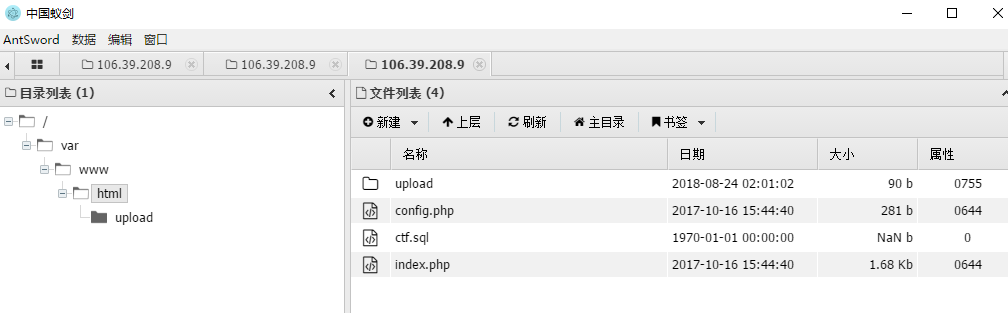 中国蚁剑
AntSword 数据 编辑 窗口
106.39.208.9 106.39.208.9 106.39.208.9
目录列表 (1)
/
var
www
html
upload
文件列表 (4)
新建 上层 刷新 主目录 书签
名称 日期 大小 属性
upload 2018-08-24 02:01:02 90 b 0755
config.php 2017-10-16 15:44:40 281 b 0644
ctf.sql 1970-01-01 00:00:00 NaN b 0
index.php 2017-10-16 15:44:40 1.68 Kb 0644